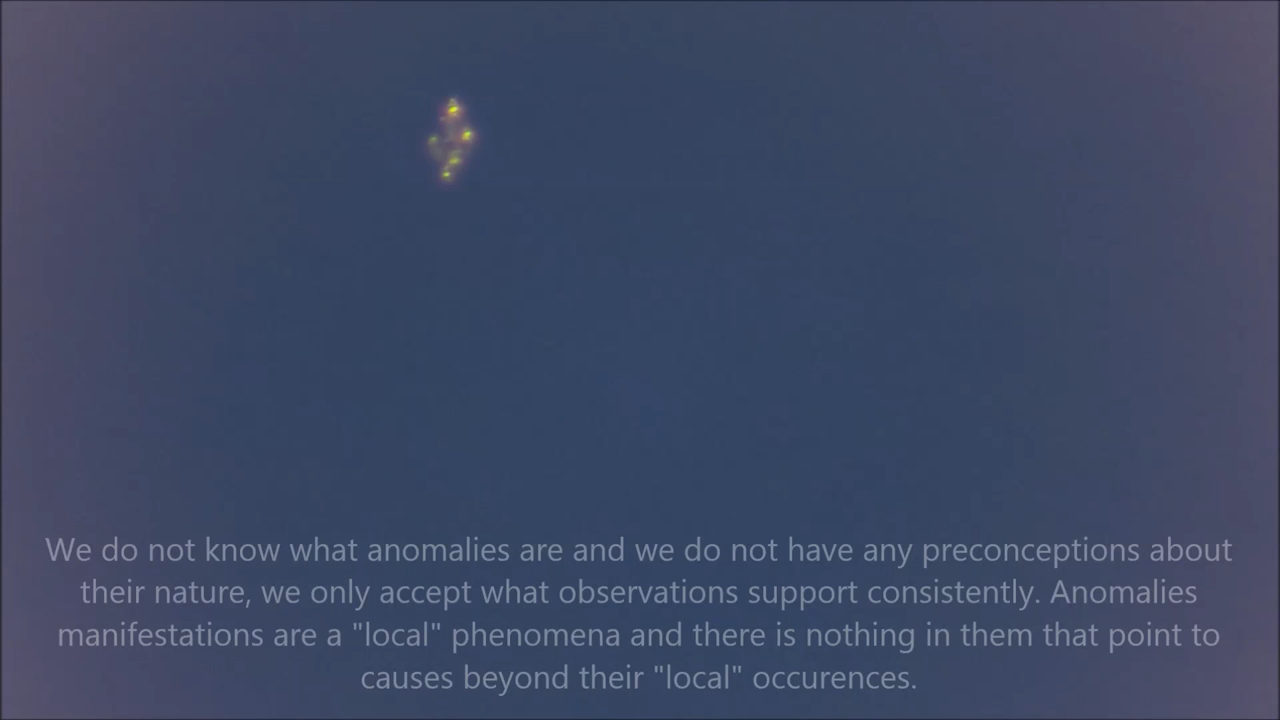 We do not know what anomalies are and we do not have any preconceptions about
their nature, we only accept what observations support consistently. Anomalies
manifestations are a "local" phenomena and there is nothing in them that point to
causes beyond their "local" occurences.